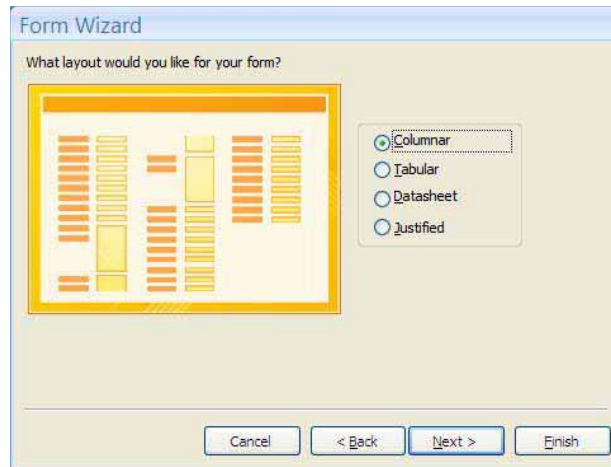 Form Wizard
What layout would you like for your form?
Columnar
Tabular
Datasheet
Justified
Cancel
< Back
Next >
Finish